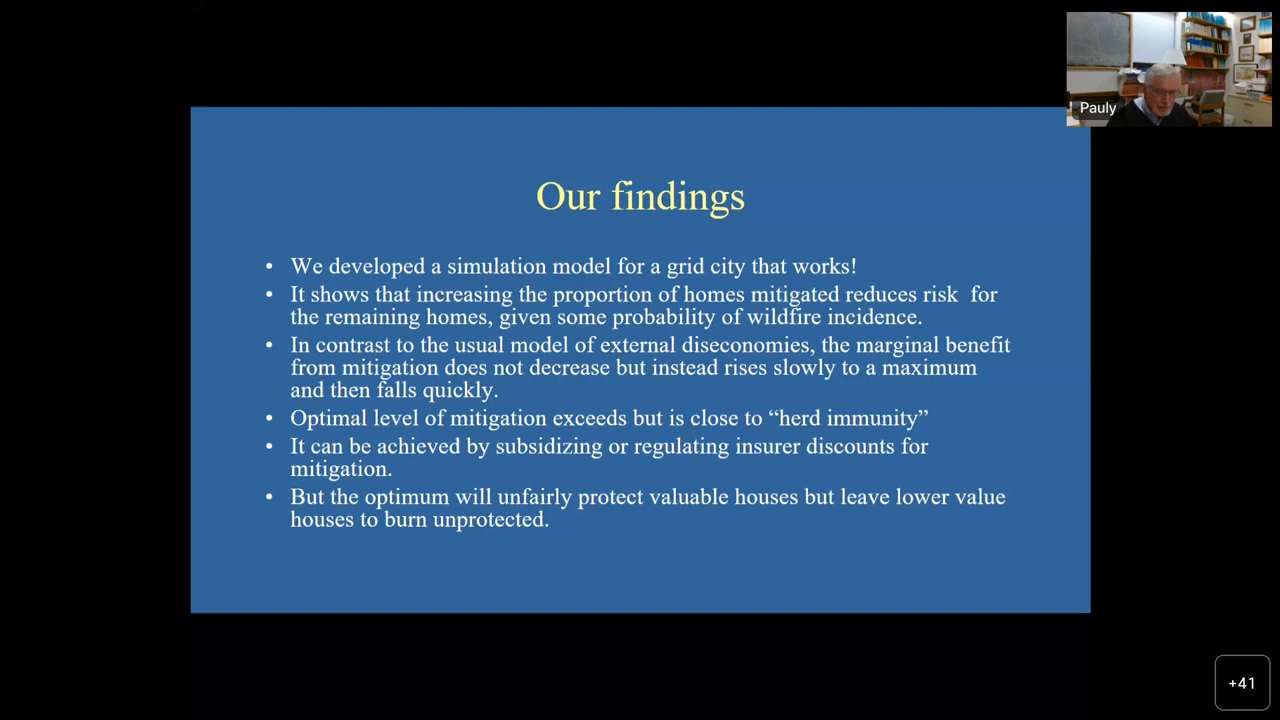 Pauly
Our findings
• We developed a simulation model for a grid city that works!
• It shows that increasing the proportion of homes mitigated reduces risk for
the remaining homes, given some probability of wildfire incidence.
• In contrast to the usual model of external diseconomies, the marginal benefit
from mitigation does not decrease but instead rises slowly to a maximum
and then falls quickly.
• Optimal level of mitigation exceeds but is close to “herd immunity”
• It can be achieved by subsidizing or regulating insurer discounts for
mitigation.
• But the optimum will unfairly protect valuable houses but leave lower value
houses to burn unprotected.
+41